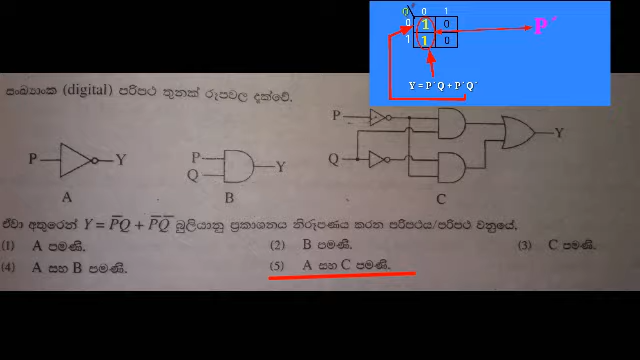 0 1
0 1 0
1 1 0
P´
Y = P´Q + P´Q´
සංඛ්‍යාංක (digital) පරිපථ තුනක් රූපවල දක්වේ.
P Y
P Q Y
P Q Y
A B C
ඒවා අතුරෙන් Y = P̅Q + P̅Q̅ බූලියානු ප්‍රකාශනය නිරූපණය කරන පරිපථය/පරිපථ වනුයේ,
(1) A පමණි. (2) B පමණි. (3) C පමණි.
(4) A සහ B පමණි. (5) A සහ C පමණි.